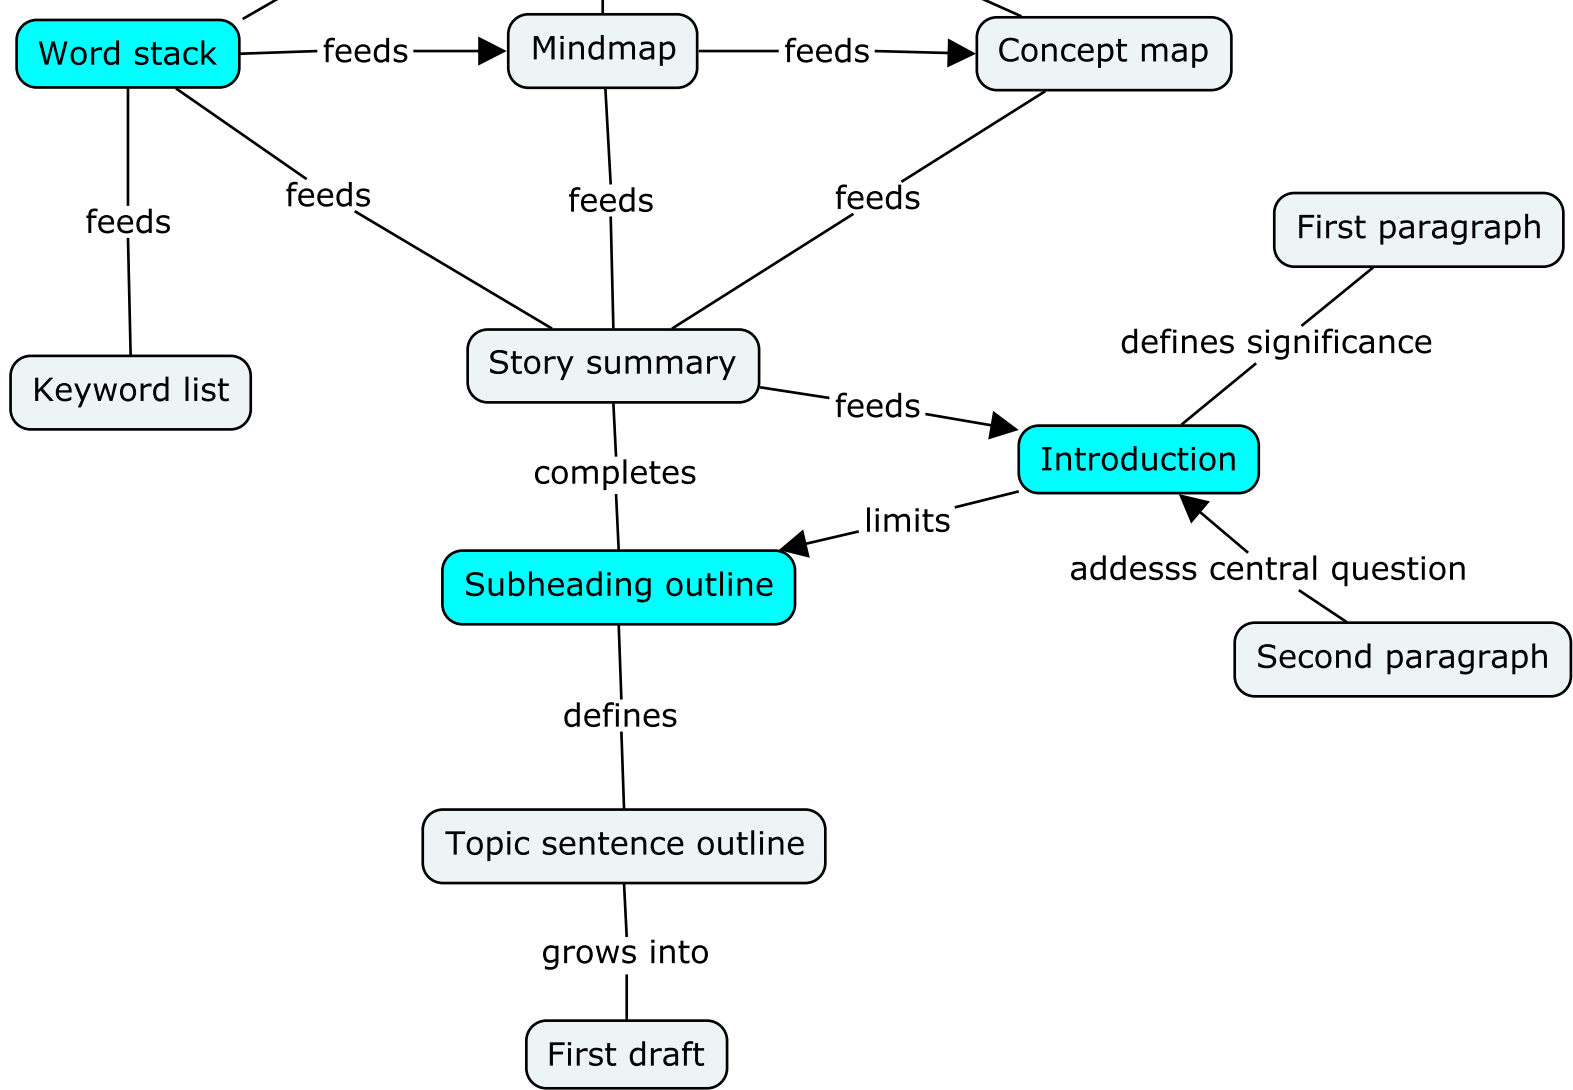 Word stack
feeds
Mindmap
feeds
Concept map
feeds
feeds
feeds
feeds
First paragraph
defines significance
Keyword list
Story summary
feeds
Introduction
completes
limits
addesss central question
Subheading outline
Second paragraph
defines
Topic sentence outline
grows into
First draft